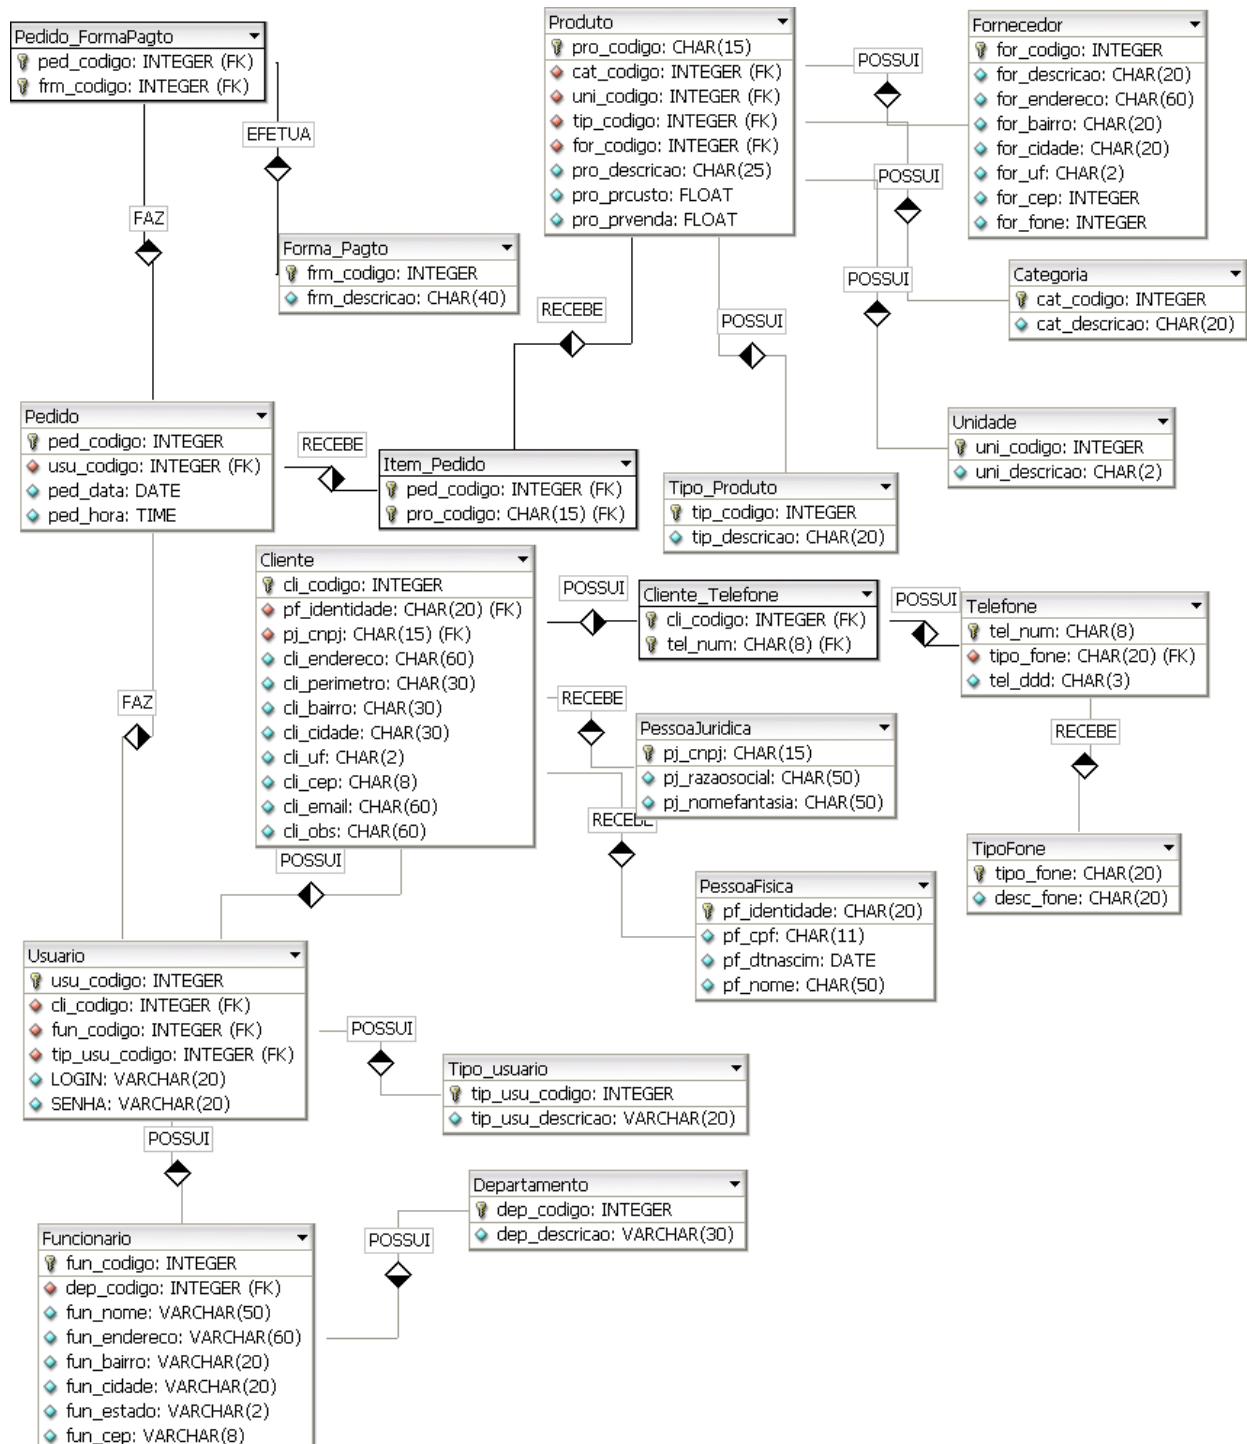 Pedido_FormaPagto
ped_codigo: INTEGER (FK)
frm_codigo: INTEGER (FK)
EFETUA
FAZ
Forma_Pagto
frm_codigo: INTEGER
frm_descricao: CHAR(40)
Produto
pro_codigo: CHAR(15)
cat_codigo: INTEGER (FK)
uni_codigo: INTEGER (FK)
tip_codigo: INTEGER (FK)
for_codigo: INTEGER (FK)
pro_descricao: CHAR(25)
pro_prcusto: FLOAT
pro_prvenda: FLOAT
POSSUI
Fornecedor
for_codigo: INTEGER
for_descricao: CHAR(20)
for_endereco: CHAR(60)
for_bairro: CHAR(20)
for_cidade: CHAR(20)
for_uf: CHAR(2)
for_cep: INTEGER
for_fone: INTEGER
POSSUI
POSSUI
Categoria
cat_codigo: INTEGER
cat_descricao: CHAR(20)
RECEBE
POSSUI
Pedido
ped_codigo: INTEGER
usu_codigo: INTEGER (FK)
ped_data: DATE
ped_hora: TIME
RECEBE
Item_Pedido
ped_codigo: INTEGER (FK)
pro_codigo: CHAR(15) (FK)
Tipo_Produto
tip_codigo: INTEGER
tip_descricao: CHAR(20)
Unidade
uni_codigo: INTEGER
uni_descricao: CHAR(2)
Cliente
cli_codigo: INTEGER
pf_identidade: CHAR(20) (FK)
pj_cnpj: CHAR(15) (FK)
cli_endereco: CHAR(60)
cli_perimetro: CHAR(30)
cli_bairro: CHAR(30)
cli_cidade: CHAR(30)
cli_uf: CHAR(2)
cli_cep: CHAR(8)
cli_email: CHAR(60)
cli_obs: CHAR(60)
POSSUI
Cliente_Telefone
cli_codigo: INTEGER (FK)
tel_num: CHAR(8) (FK)
POSSUI
Telefone
tel_num: CHAR(8)
tipo_fone: CHAR(20) (FK)
tel_ddd: CHAR(3)
RECEBE
PessoaJuridica
pj_cnpj: CHAR(15)
pj_razaosocial: CHAR(50)
pj_nomefantasia: CHAR(50)
RECEBE
RECEBE
TipoFone
tipo_fone: CHAR(20)
desc_fone: CHAR(20)
PessoaFisica
pf_identidade: CHAR(20)
pf_cpf: CHAR(11)
pf_dtnascim: DATE
pf_nome: CHAR(50)
FAZ
POSSUI
Usuario
usu_codigo: INTEGER
cli_codigo: INTEGER (FK)
fun_codigo: INTEGER (FK)
tip_usu_codigo: INTEGER (FK)
LOGIN: VARCHAR(20)
SENHA: VARCHAR(20)
POSSUI
Tipo_usuario
tip_usu_codigo: INTEGER
tip_usu_descricao: VARCHAR(20)
POSSUI
Departamento
dep_codigo: INTEGER
dep_descricao: VARCHAR(30)
POSSUI
Funcionario
fun_codigo: INTEGER
dep_codigo: INTEGER (FK)
fun_nome: VARCHAR(50)
fun_endereco: VARCHAR(60)
fun_bairro: VARCHAR(20)
fun_cidade: VARCHAR(20)
fun_estado: VARCHAR(2)
fun_cep: VARCHAR(8)